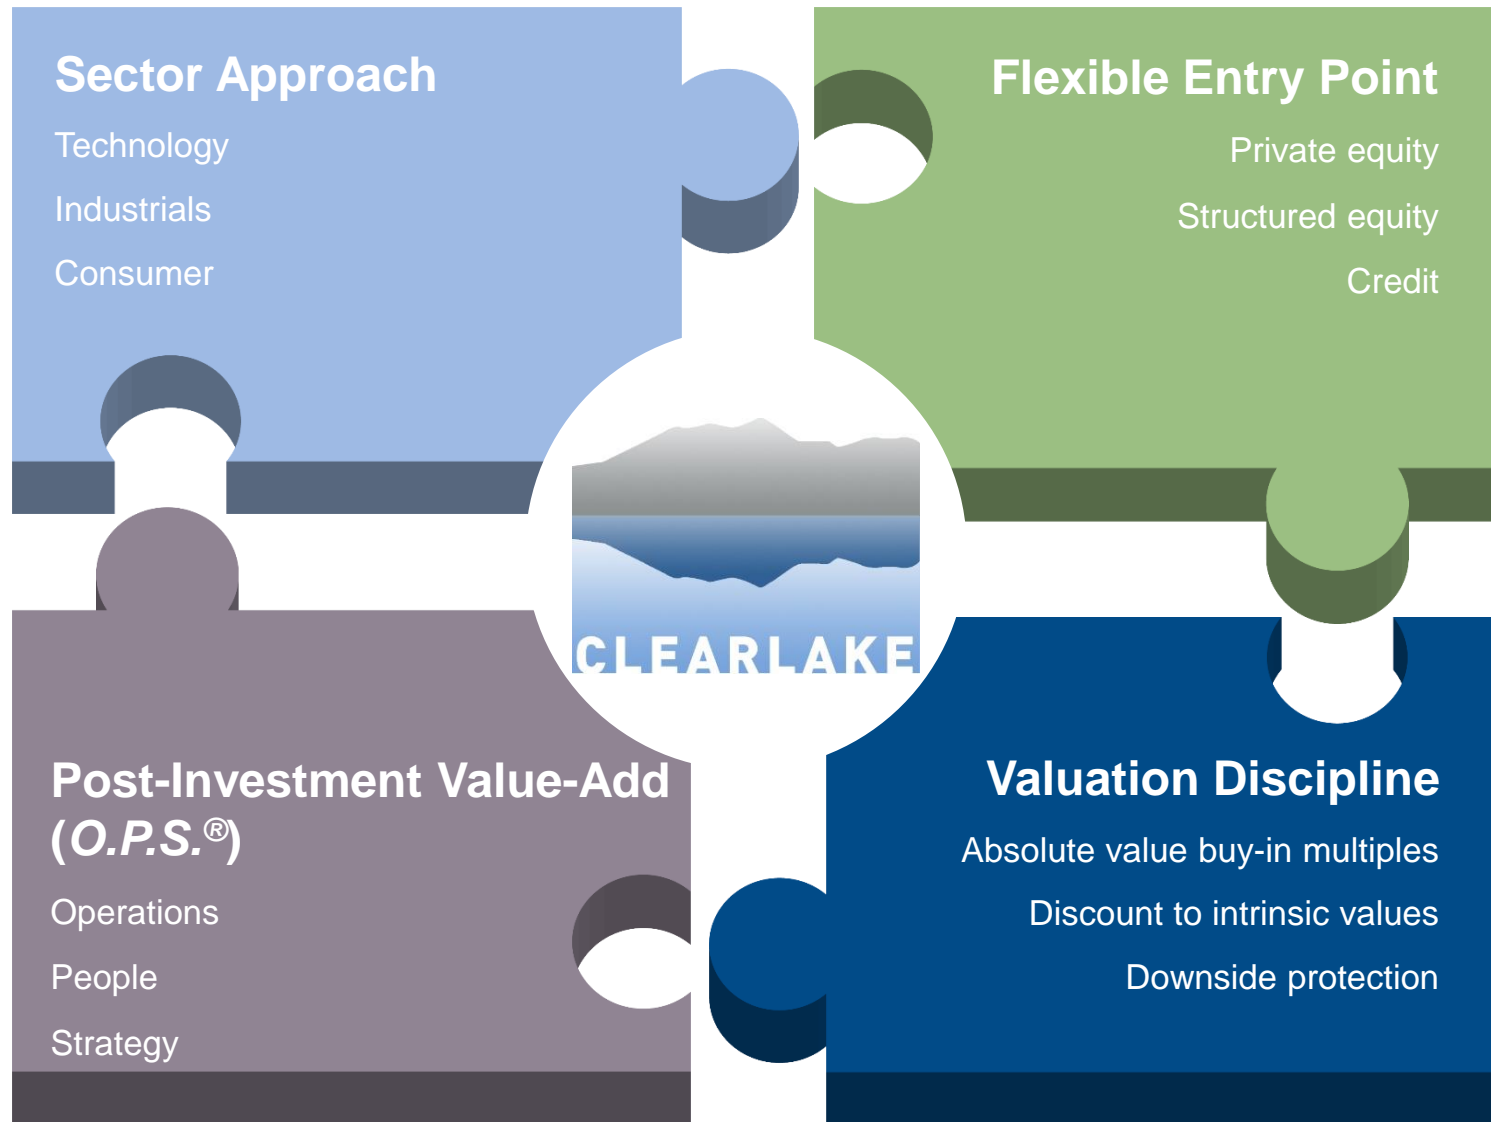 Sector Approach
Technology
Industrials
Consumer
Flexible Entry Point
Private equity
Structured equity
Credit
CLEARLAKE
Post-Investment Value-Add
(O.P.S.®)
Operations
People
Strategy
Valuation Discipline
Absolute value buy-in multiples
Discount to intrinsic values
Downside protection